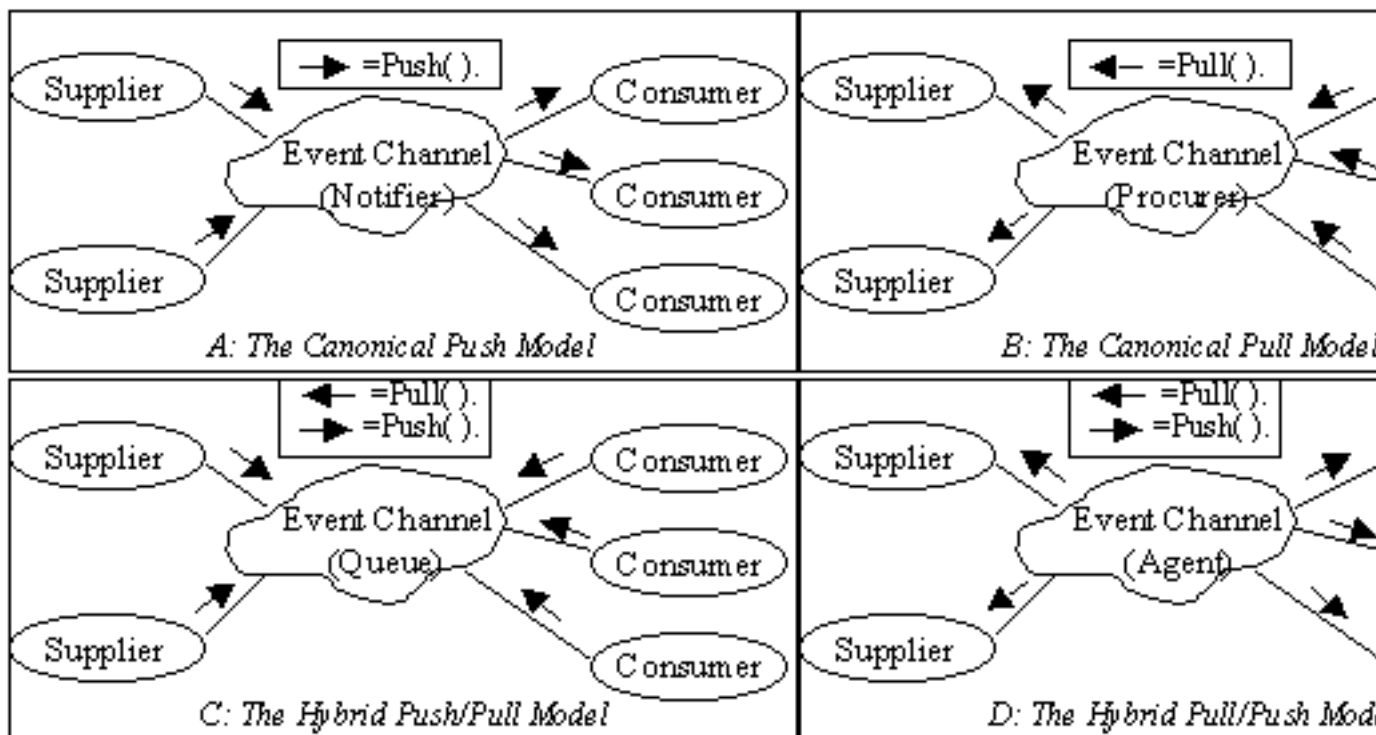 =Push( ).
Supplier
Consumer
Event Channel
(Notifier)
Consumer
Supplier
Consumer
A: The Canonical Push Model
=Pull( ).
Supplier
Event Channel
(Procurer)
Supplier
B: The Canonical Pull Model
=Pull( ).
=Push( ).
Supplier
Consumer
Event Channel
(Queue)
Consumer
Supplier
Consumer
C: The Hybrid Push/Pull Model
=Pull( ).
=Push( ).
Supplier
Event Channel
(Agent)
Supplier
D: The Hybrid Pull/Push Mode